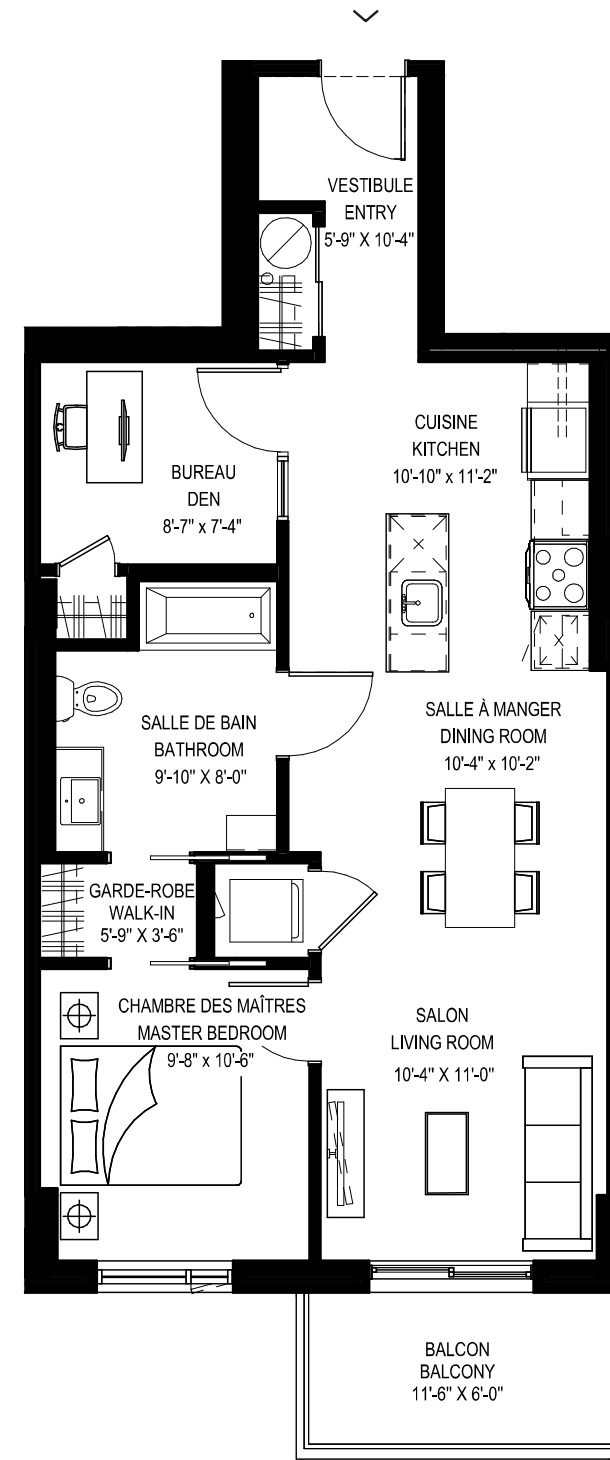 VESTIBULE
ENTRY
5'-9" X 10'-4"
CUISINE
KITCHEN
10'-10" x 11'-2"
BUREAU
DEN
8'-7" x 7'-4"
SALLE DE BAIN
BATHROOM
9'-10" X 8'-0"
SALLE À MANGER
DINING ROOM
10'-4" x 10'-2"
GARDE-ROBE
WALK-IN
5'-9" X 3'-6"
CHAMBRE DES MAÎTRES
MASTER BEDROOM
9'-8" x 10'-6"
SALON
LIVING ROOM
10'-4" X 11'-0"
BALCON
BALCONY
11'-6" X 6'-0"